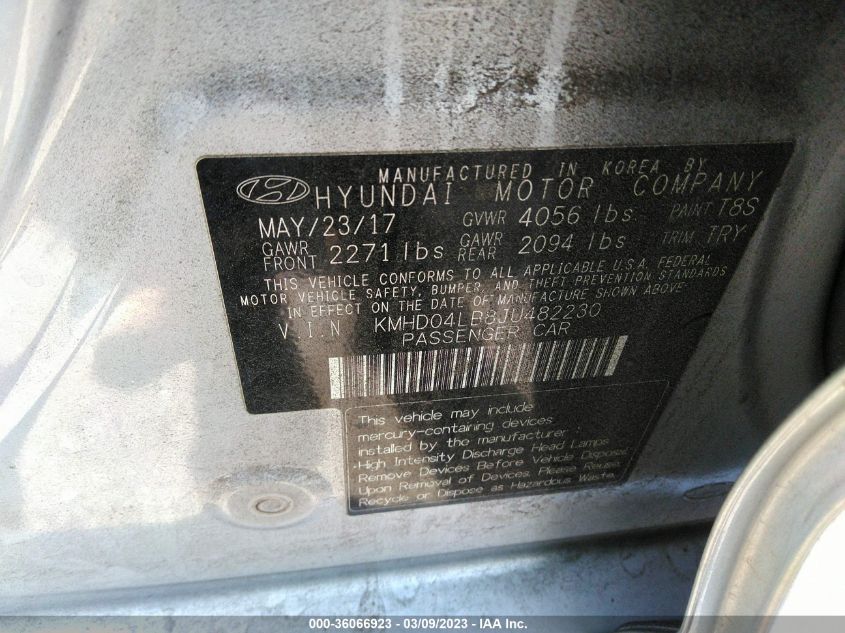 MANUFACTURED IN KOREA BY
HYUNDAI MOTOR COMPANY
MAY/23/17 GVWR 4056 lbs PAINT T8S
GAWR FRONT 2271 lbs GAWR REAR 2094 lbs TRIM TRY
THIS VEHICLE CONFORMS TO ALL APPLICABLE U.S.A. FEDERAL
MOTOR VEHICLE SAFETY, BUMPER, AND THEFT PREVENTION STANDARDS
IN EFFECT ON THE DATE OF MANUFACTURE SHOWN ABOVE.
V.I.N KMHD04LB8JU482230
PASSENGER CAR
This vehicle may include
mercury-containing devices
installed by the manufacturer :
-High Intensity Discharge Head Lamps
Remove Devices Before Vehicle Disposal
Upon Removal of Devices, Please Reuse,
Recycle or Dispose as Hazardous Waste.
000-36066923 - 03/09/2023 - IAA Inc.